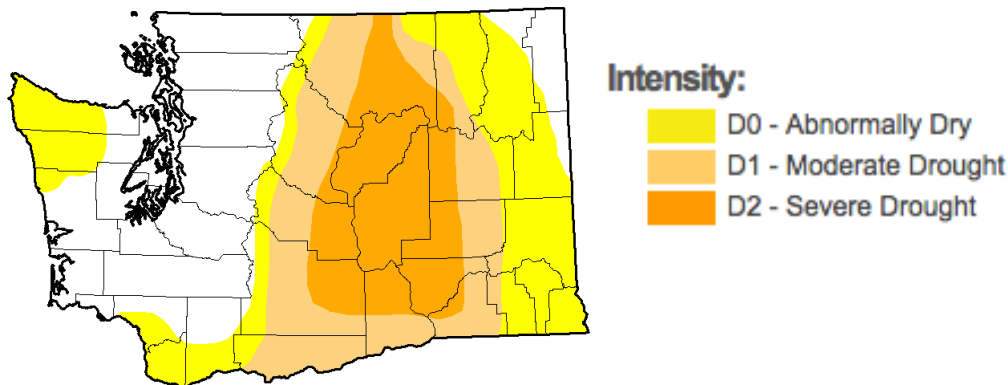 Intensity:
D0 - Abnormally Dry
D1 - Moderate Drought
D2 - Severe Drought